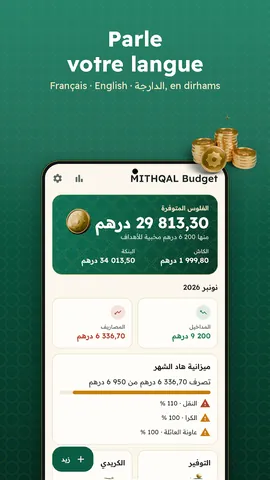 Parle
votre langue
Français · English · الدارجة, en dirhams
MITHQAL Budget
الفلوس المتوفرة
29 813,30 درهم
منها 200 6 درهم مخبية للأهداف
الكاش
1 999,80 درهم
البنكة
34 013,50 درهم
نونبر 2026
المداخيل
9 200 درهم
المصاريف
6 336,70 درهم
ميزانية هاد الشهر
تصرف 6 336,70 درهم من 950 6 درهم
النقل · 110 %
الكرا · 100 %
عاونة العائلة · 100 %
التوفير
الكريدي
زيد +